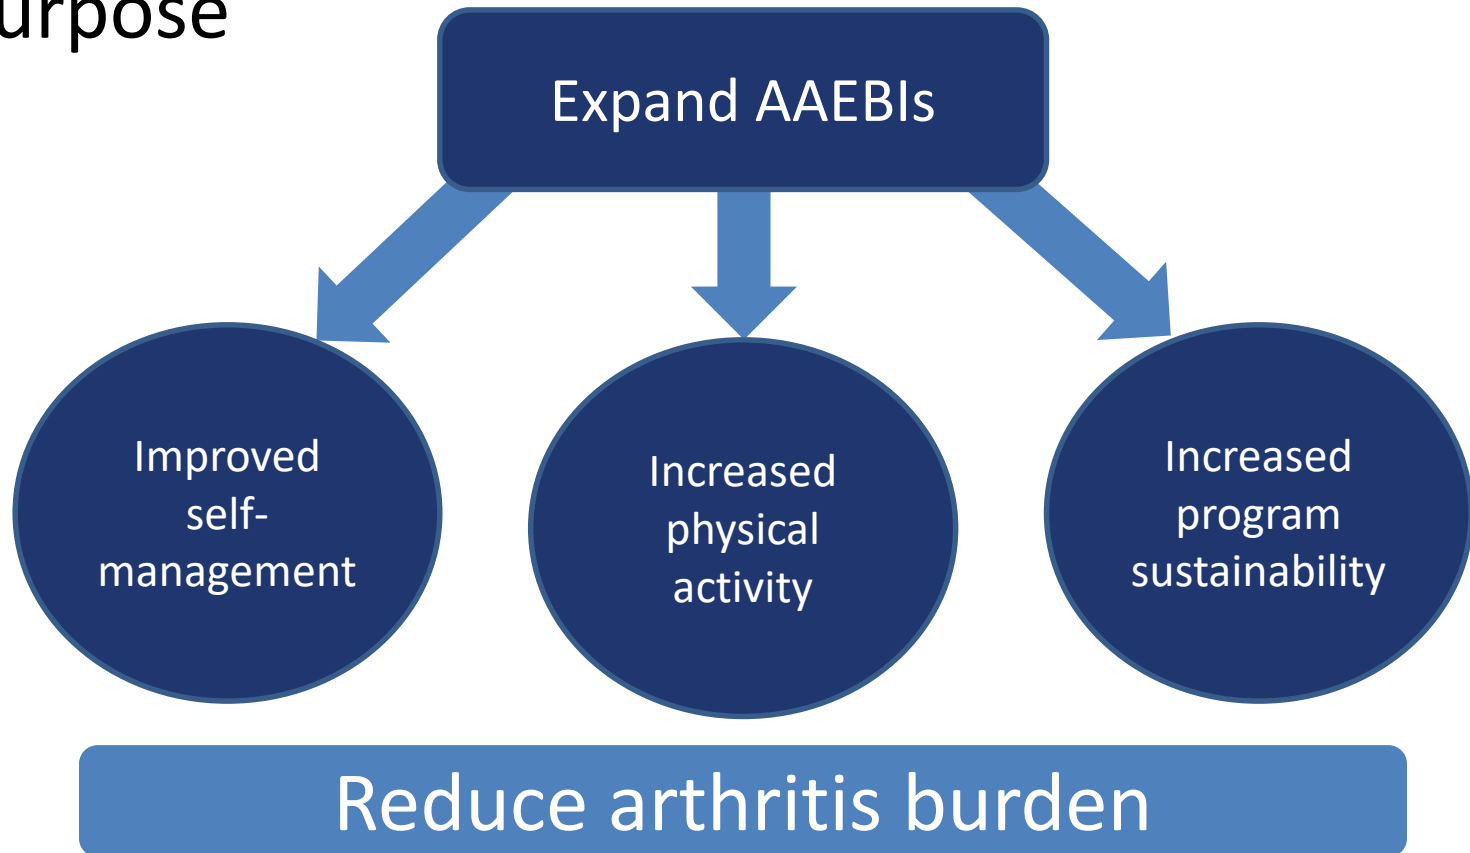 urpose
Expand AAEBIs
Improved
self-
management
Increased
physical
activity
Increased
program
sustainability
Reduce arthritis burden